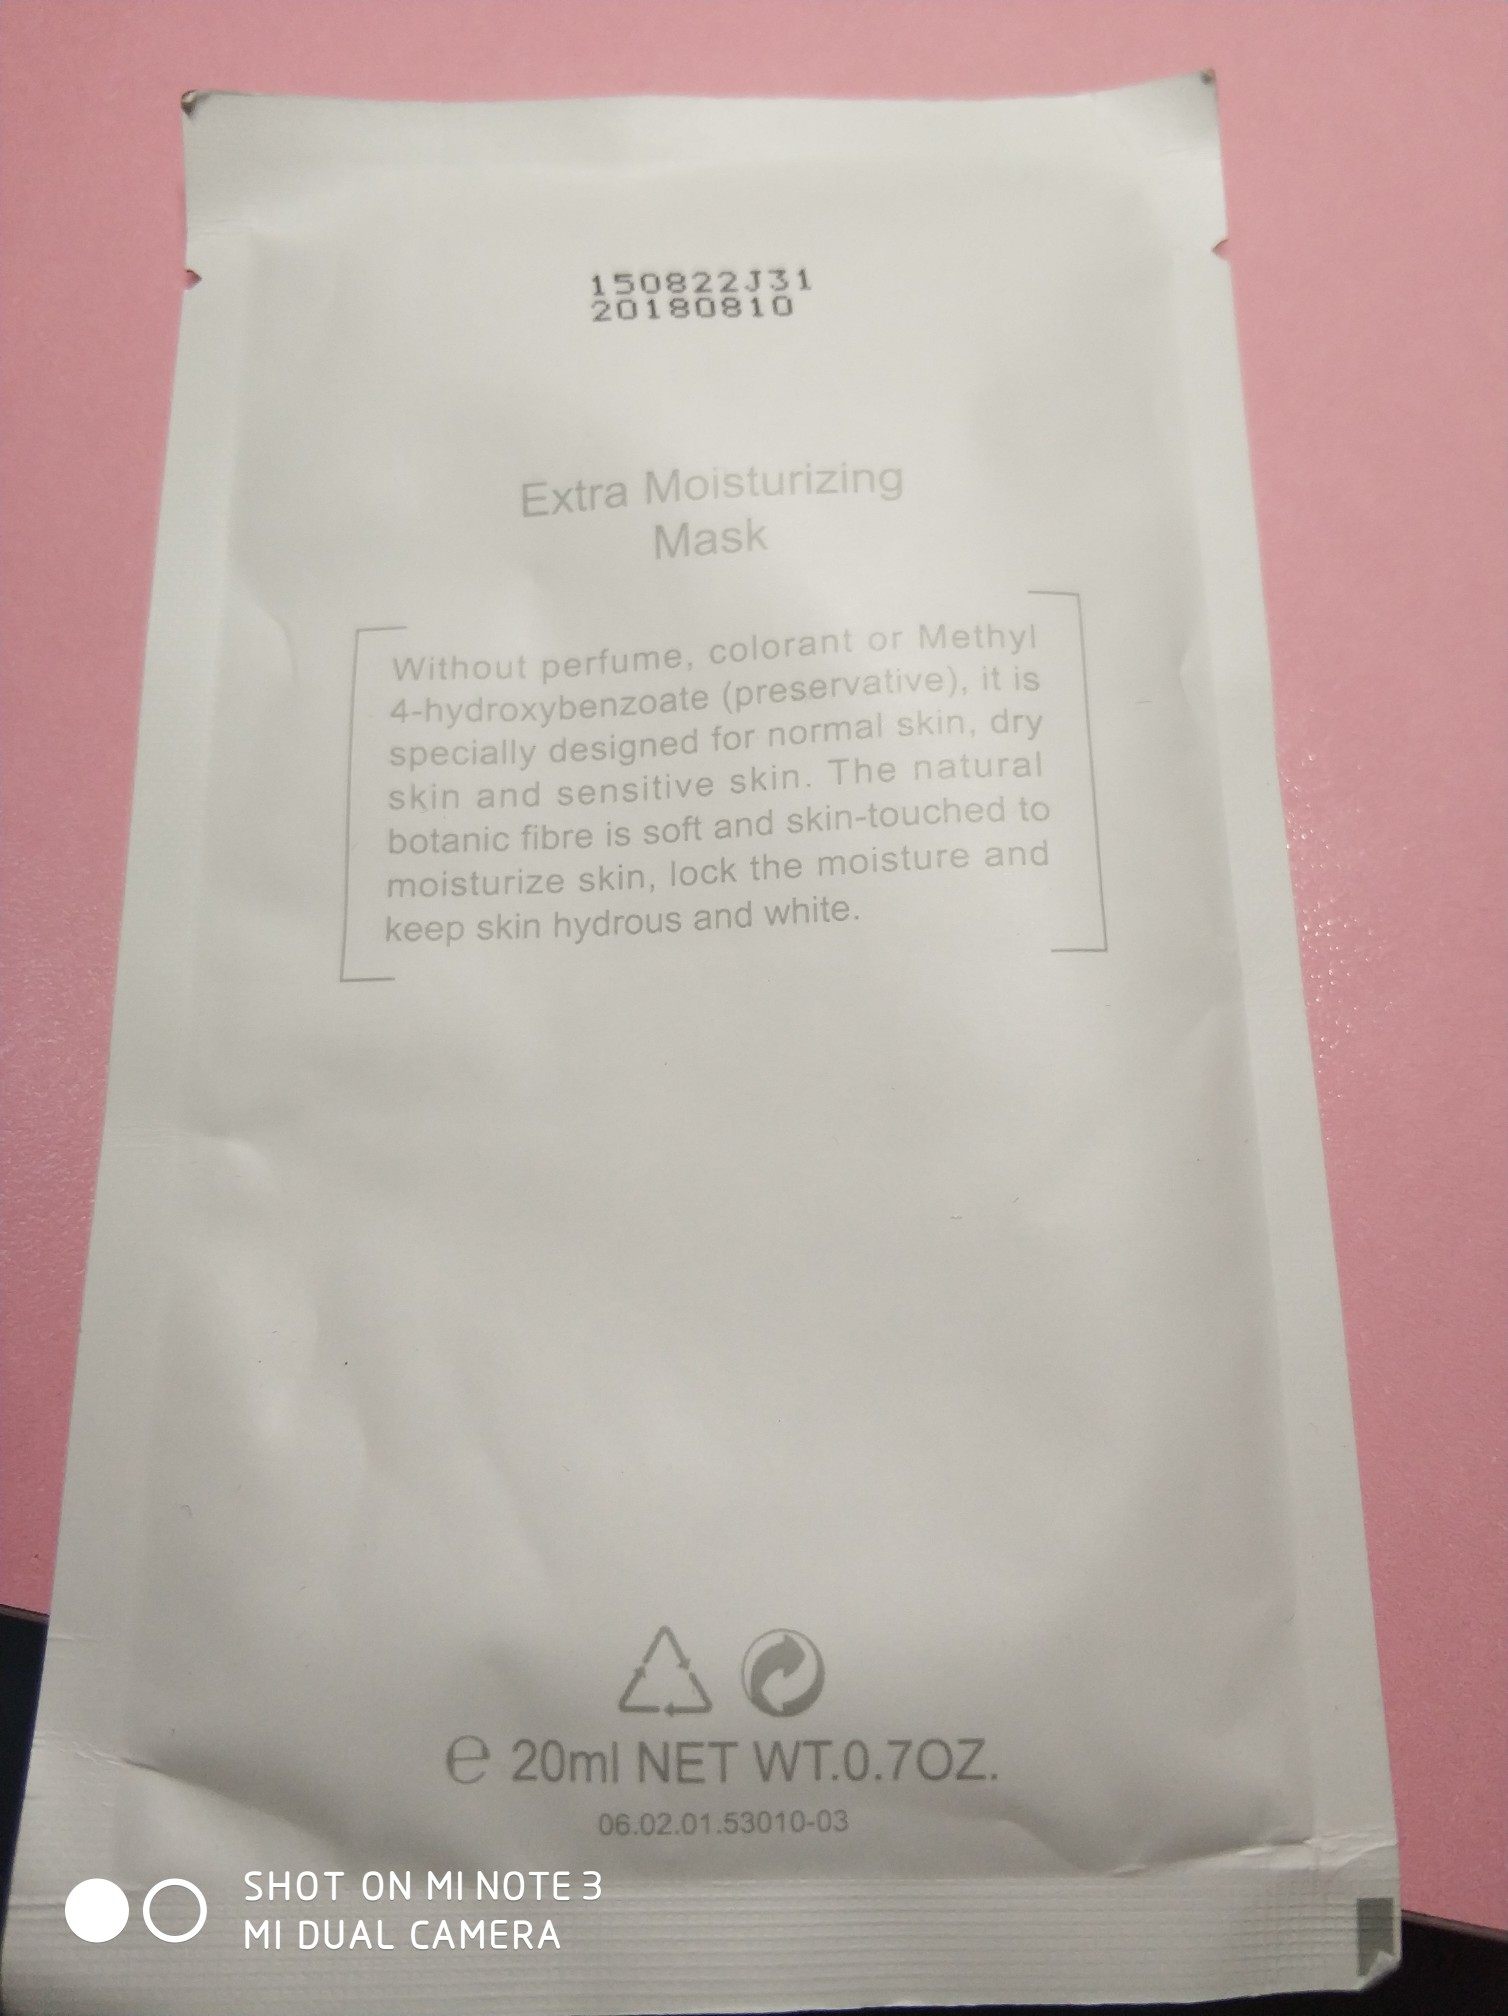 150822J31
20180810
Extra Moisturizing
Mask
Without perfume, colorant or Methyl
4-hydroxybenzoate (preservative), it is
specially designed for normal skin, dry
skin and sensitive skin. The natural
botanic fibre is soft and skin-touched to
moisturize skin, lock the moisture and
keep skin hydrous and white.
℮ 20ml NET WT.0.7OZ.
06.02.01.53010-03
SHOT ON MI NOTE 3
MI DUAL CAMERA